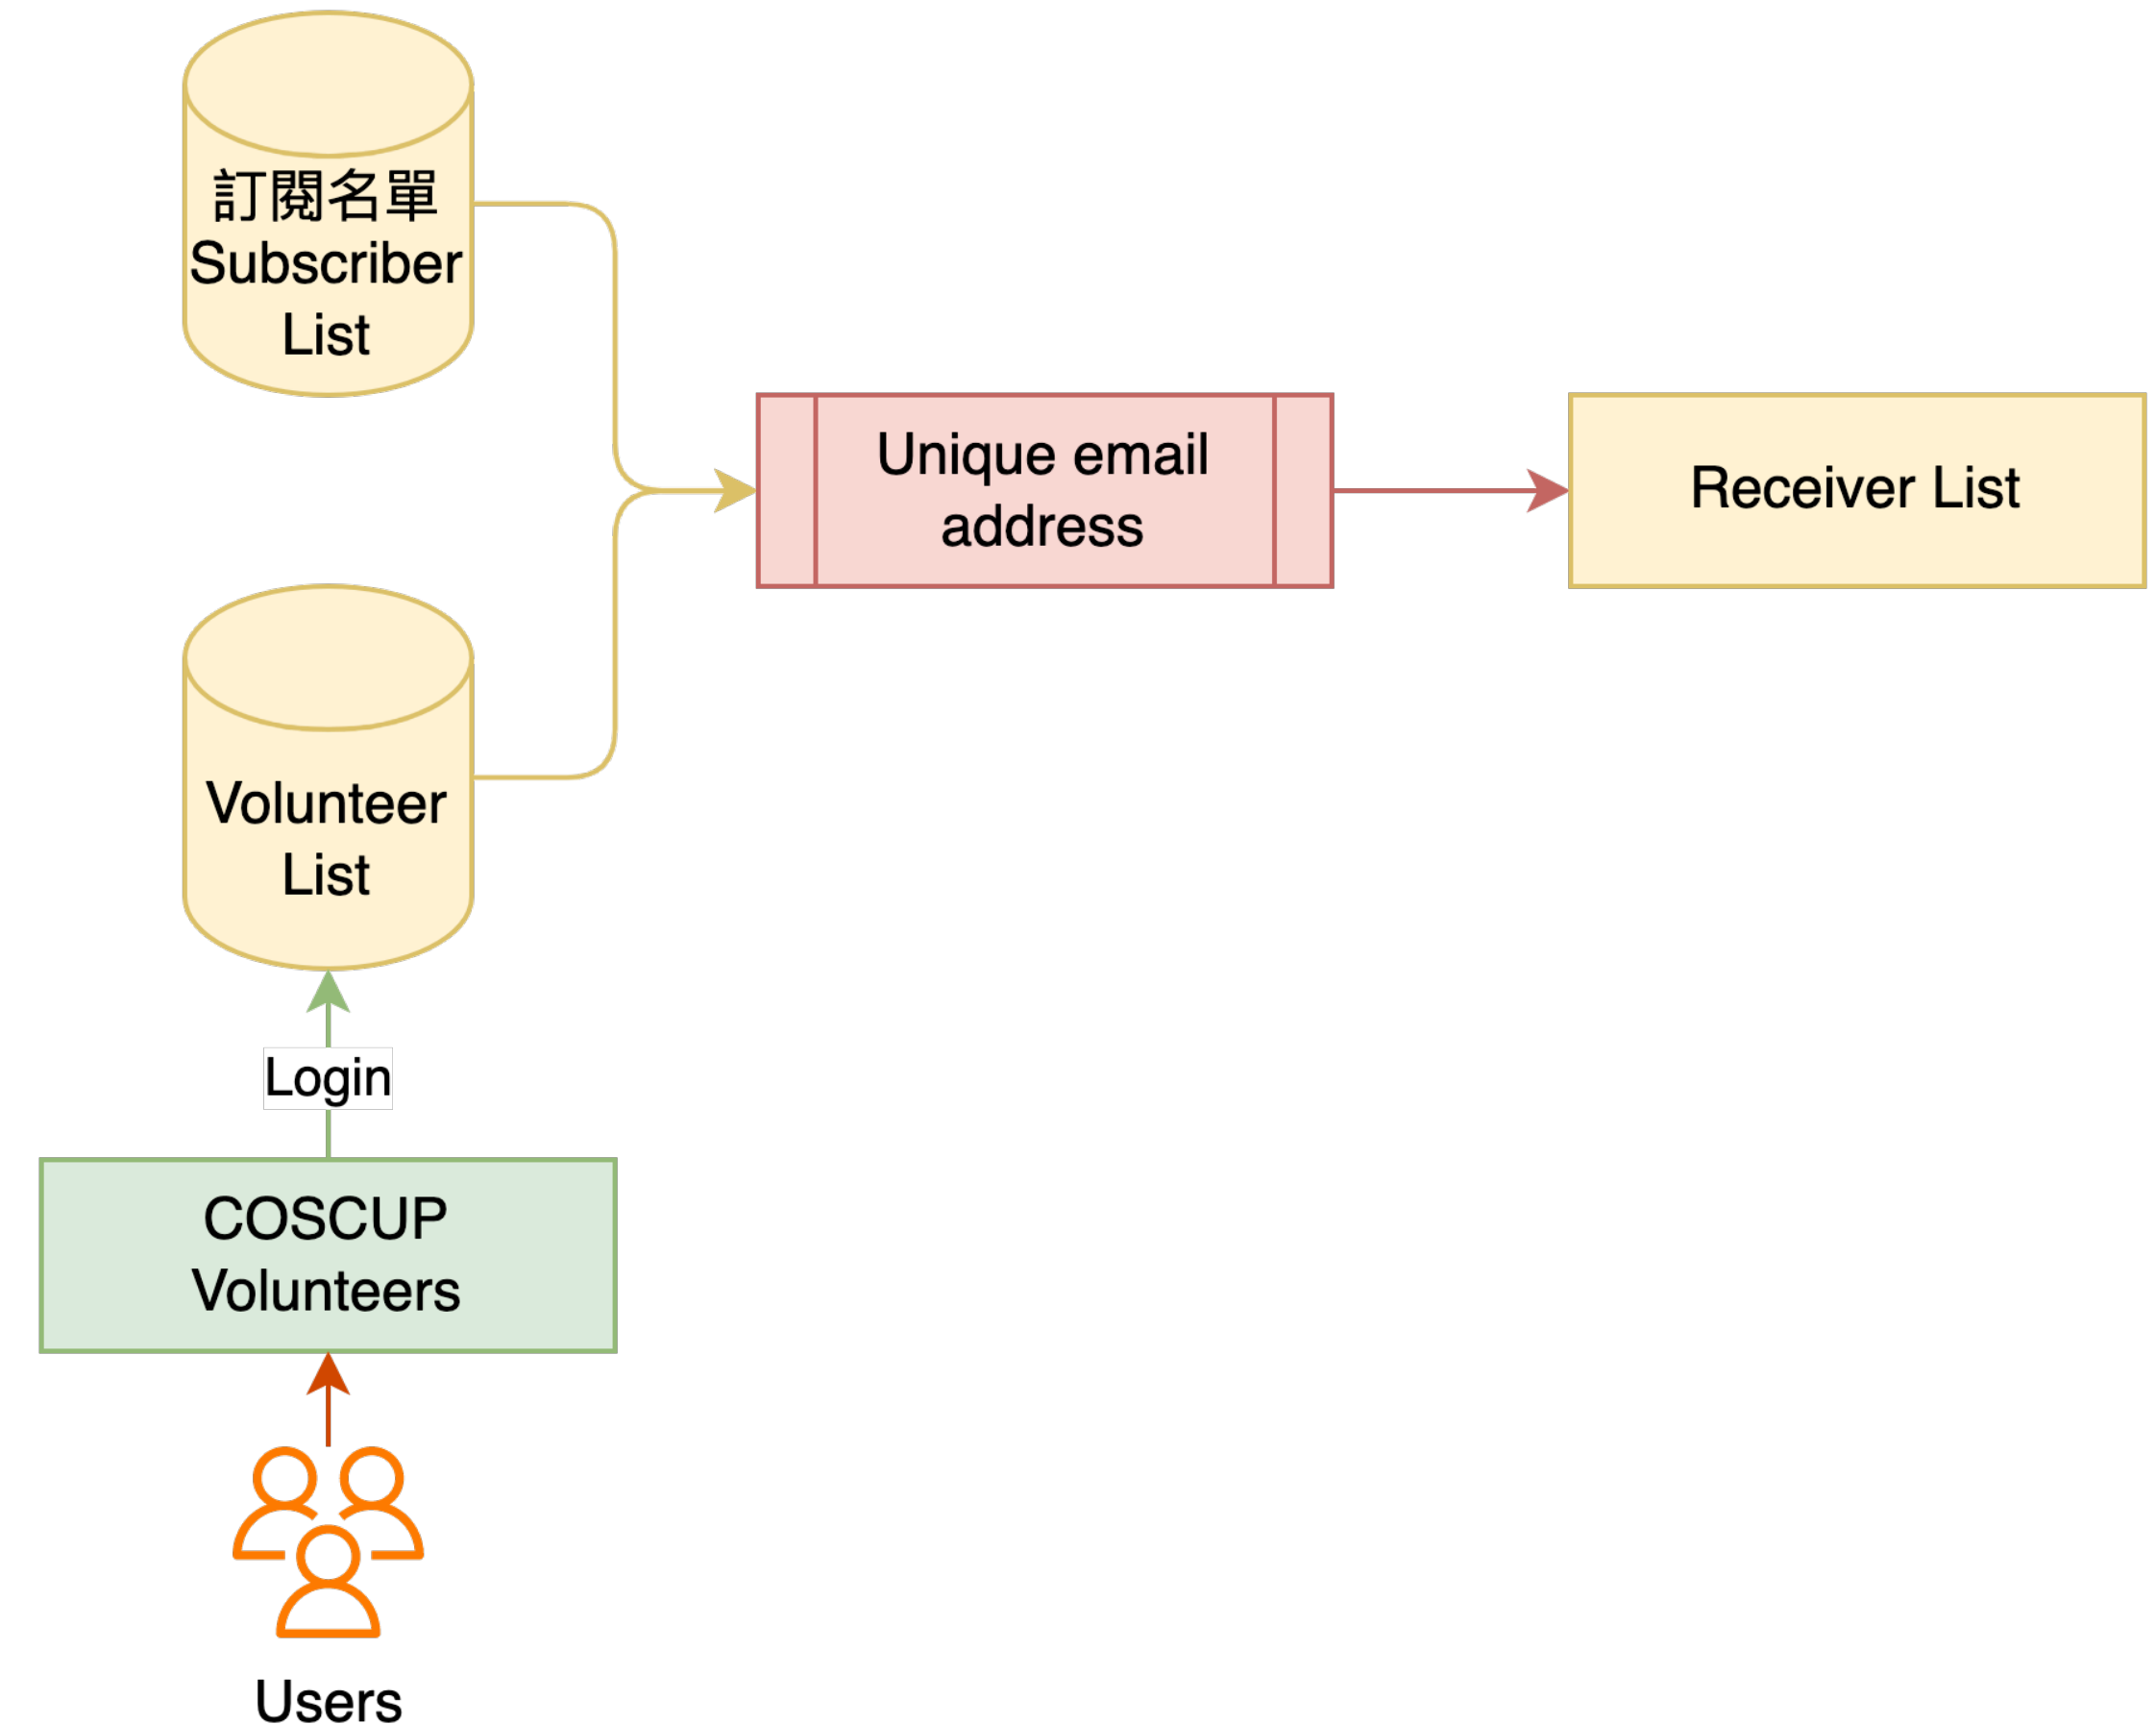 訂閱名單
Subscriber
List
Unique email
address
Receiver List
Volunteer
List
Login
COSCUP
Volunteers
Users